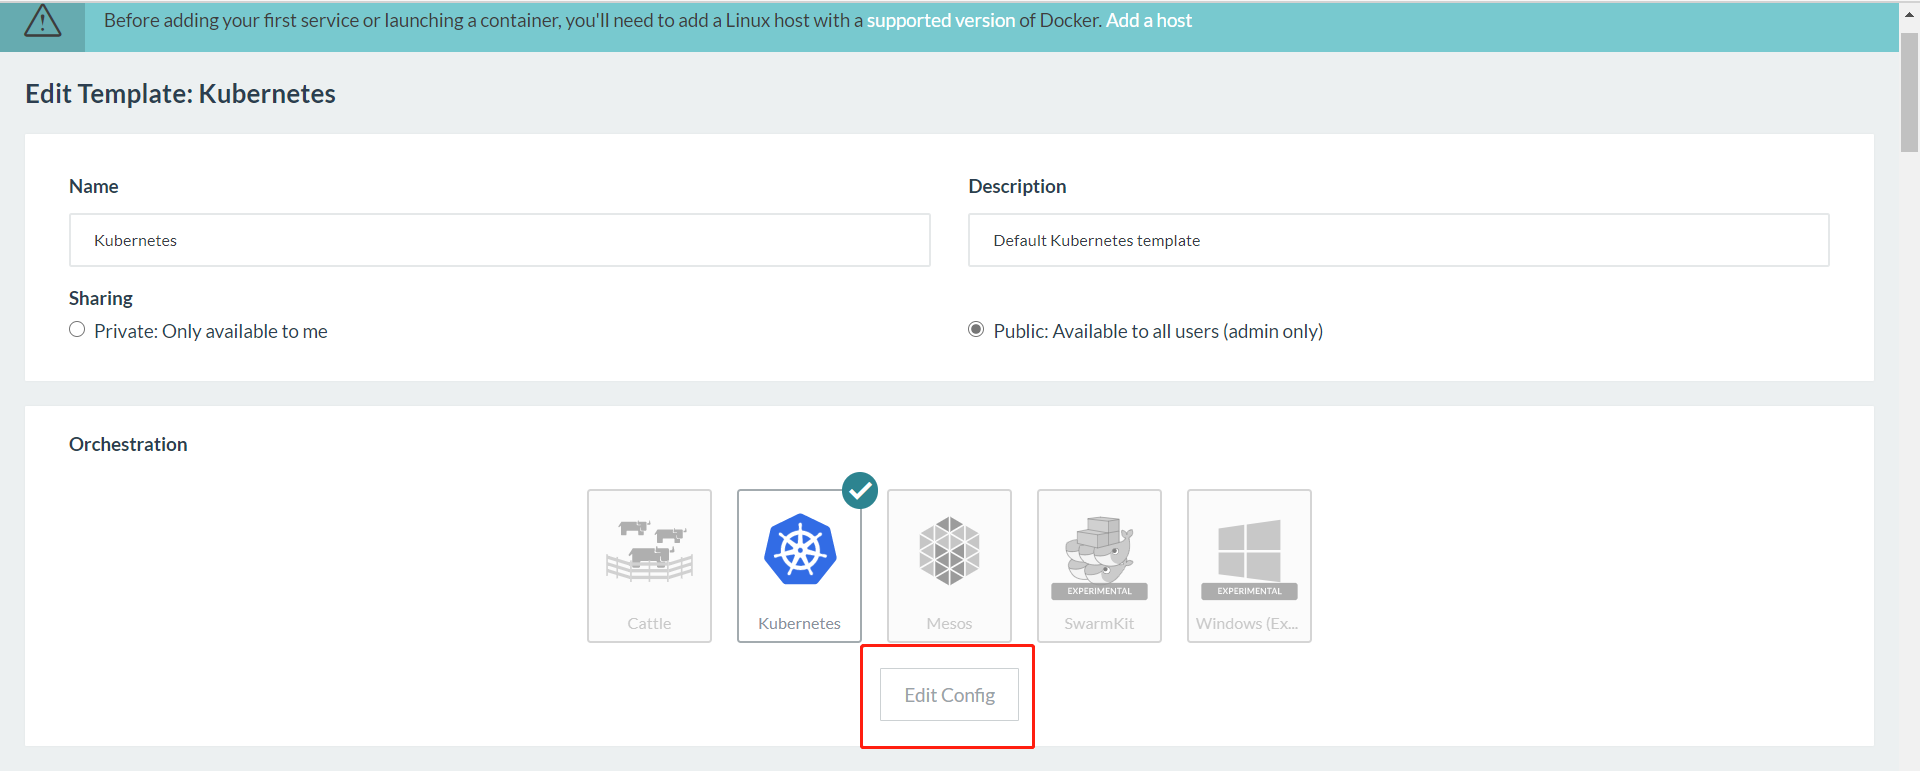 Before adding your first service or launching a container, you'll need to add a Linux host with a supported version of Docker. Add a host
Edit Template: Kubernetes
Name
Description
Kubernetes
Default Kubernetes template
Sharing
Private: Only available to me
Public: Available to all users (admin only)
Orchestration
Cattle
Kubernetes
Mesos
EXPERIMENTAL
SwarmKit
EXPERIMENTAL
Windows (Ex...
Edit Config